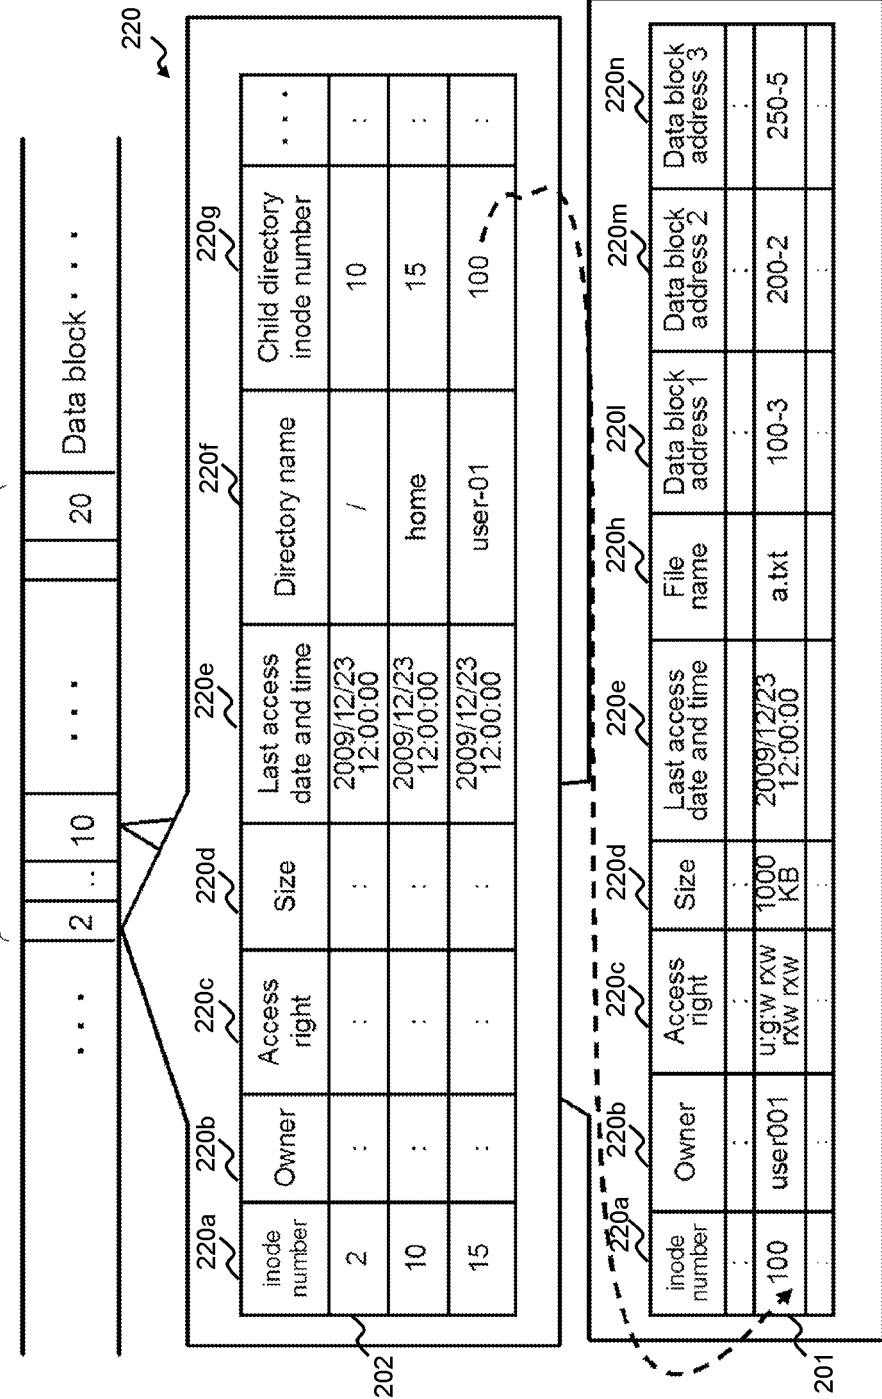 . . .
2
..
10
. . .
20
Data block . . .
220
220a
220b
220c
220d
220e
220f
220g
inode number
Owner
Access right
Size
Last access date and time
Directory name
Child directory inode number
. . .
2
:
:
:
2009/12/23 12:00:00
/
10
:
10
:
:
:
2009/12/23 12:00:00
home
15
:
15
:
:
:
2009/12/23 12:00:00
user-01
100
:
202
220a
220b
220c
220d
220e
220h
220l
220m
220n
inode number
Owner
Access right
Size
Last access date and time
File name
Data block address 1
Data block address 2
Data block address 3
:
:
:
:
:
:
:
:
:
100
user001
u:g:w rxw rxw rxw
1000 KB
2009/12/23 12:00:00
a.txt
100-3
200-2
250-5
:
:
:
:
:
:
:
:
:
201